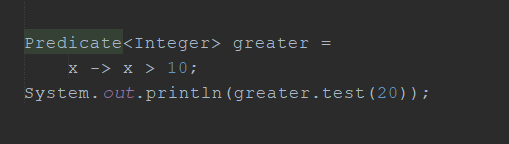 Predicate<Integer> greater =
x -> x > 10;
System.out.println(greater.test(20));